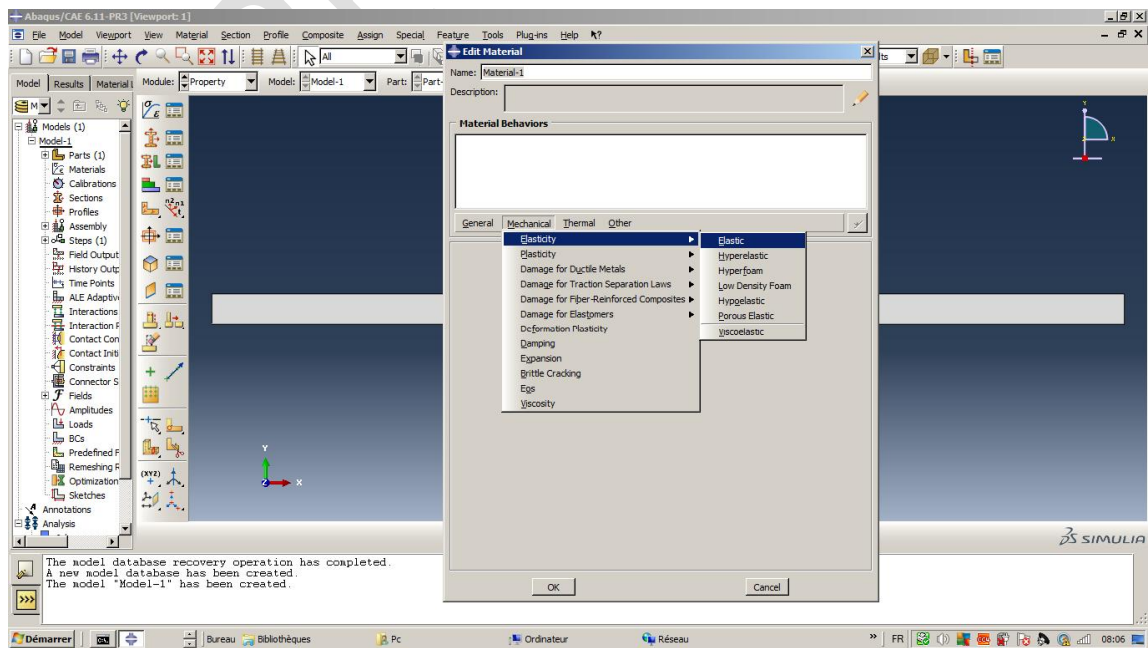 Abaqus/CAE 6.11-PR3 [Viewport: 1]
File Model Viewport View Material Section Profile Composite Assign Special Feature Tools Plug-ins Help
All
Model Results Material L Module: Property Model: Model-1 Part: Part-
Models (1)
Model-1
Parts (1)
Materials
Calibrations
Sections
Profiles
Assembly
Steps (1)
Field Output
History Outp
Time Points
ALE Adaptiv
Interactions
Interaction P
Contact Con
Contact Initi
Constraints
Connector S
Fields
Amplitudes
Loads
BCs
Predefined F
Remeshing R
Optimization
Sketches
Annotations
Analysis
(XYZ)
Y
Z X
Edit Material
Name: Material-1
Description:
Material Behaviors
General Mechanical Thermal Other
Elasticity
Plasticity
Damage for Ductile Metals
Damage for Traction Separation Laws
Damage for Fiber-Reinforced Composites
Damage for Elastomers
Deformation Plasticity
Damping
Expansion
Brittle Cracking
Eos
Viscosity
Elastic
Hyperelastic
Hyperfoam
Low Density Foam
Hypoelastic
Porous Elastic
Viscoelastic
OK Cancel
SIMULIA
The model database recovery operation has completed.
A new model database has been created.
The model "Model-1" has been created.
Démarrer Bureau Bibliothèques Pc Ordinateur Réseau » FR 08:06